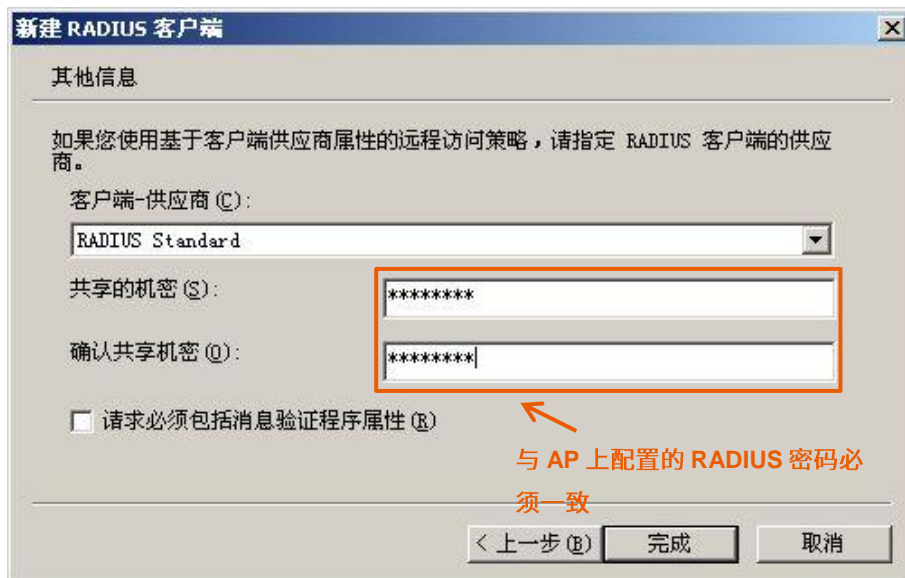 新建 RADIUS 客户端
其他信息
如果您使用基于客户端供应商属性的远程访问策略，请指定 RADIUS 客户端的供应
商。
客户端-供应商(C):
RADIUS Standard
共享的机密(S):
********
确认共享机密(O):
********
请求必须包括消息验证程序属性(R)
与 AP 上配置的 RADIUS 密码必
须一致
< 上一步(B)
完成
取消